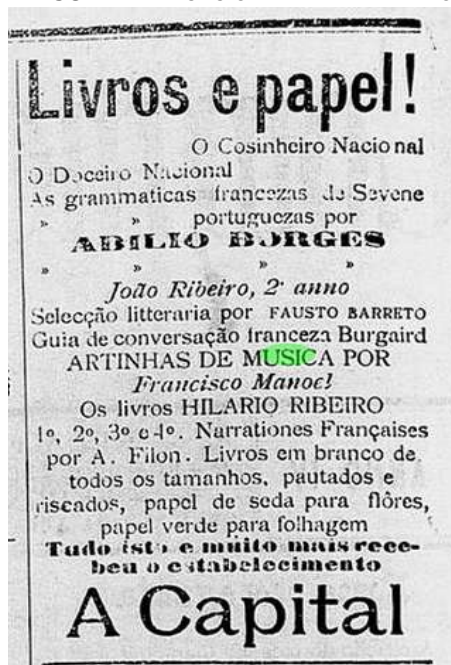 Livros e papel!
O Cosinheiro Nacional
O Doceiro Nacional
As grammaticas francezas de Sevene
» » portuguezas por
ABILIO BORGES
» » » »
João Ribeiro, 2º anno
Selecção litteraria por FAUSTO BARRETO
Guia de conversação franceza Burgaird
ARTINHAS DE MUSICA POR
Francisco Manoel
Os livros HILARIO RIBEIRO
1º, 2º, 3º e 4º. Narrationes Françaises
por A. Filon. Livros em branco de
todos os tamanhos, pautados e
riscados, papel de seda para flôres,
papel verde para folhagem
Tudo isto e muito mais rece-
beu o estabelecimento
A Capital